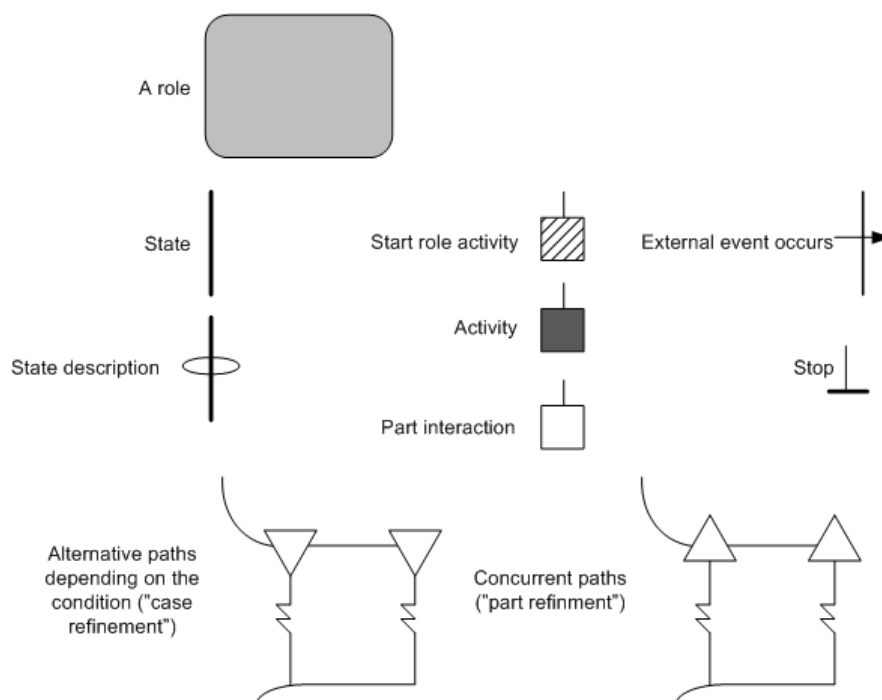 A role
State
Start role activity
External event occurs
Activity
State description
Stop
Part interaction
Alternative paths
depending on the
condition ("case
refinement")
Concurrent paths
("part refinment")